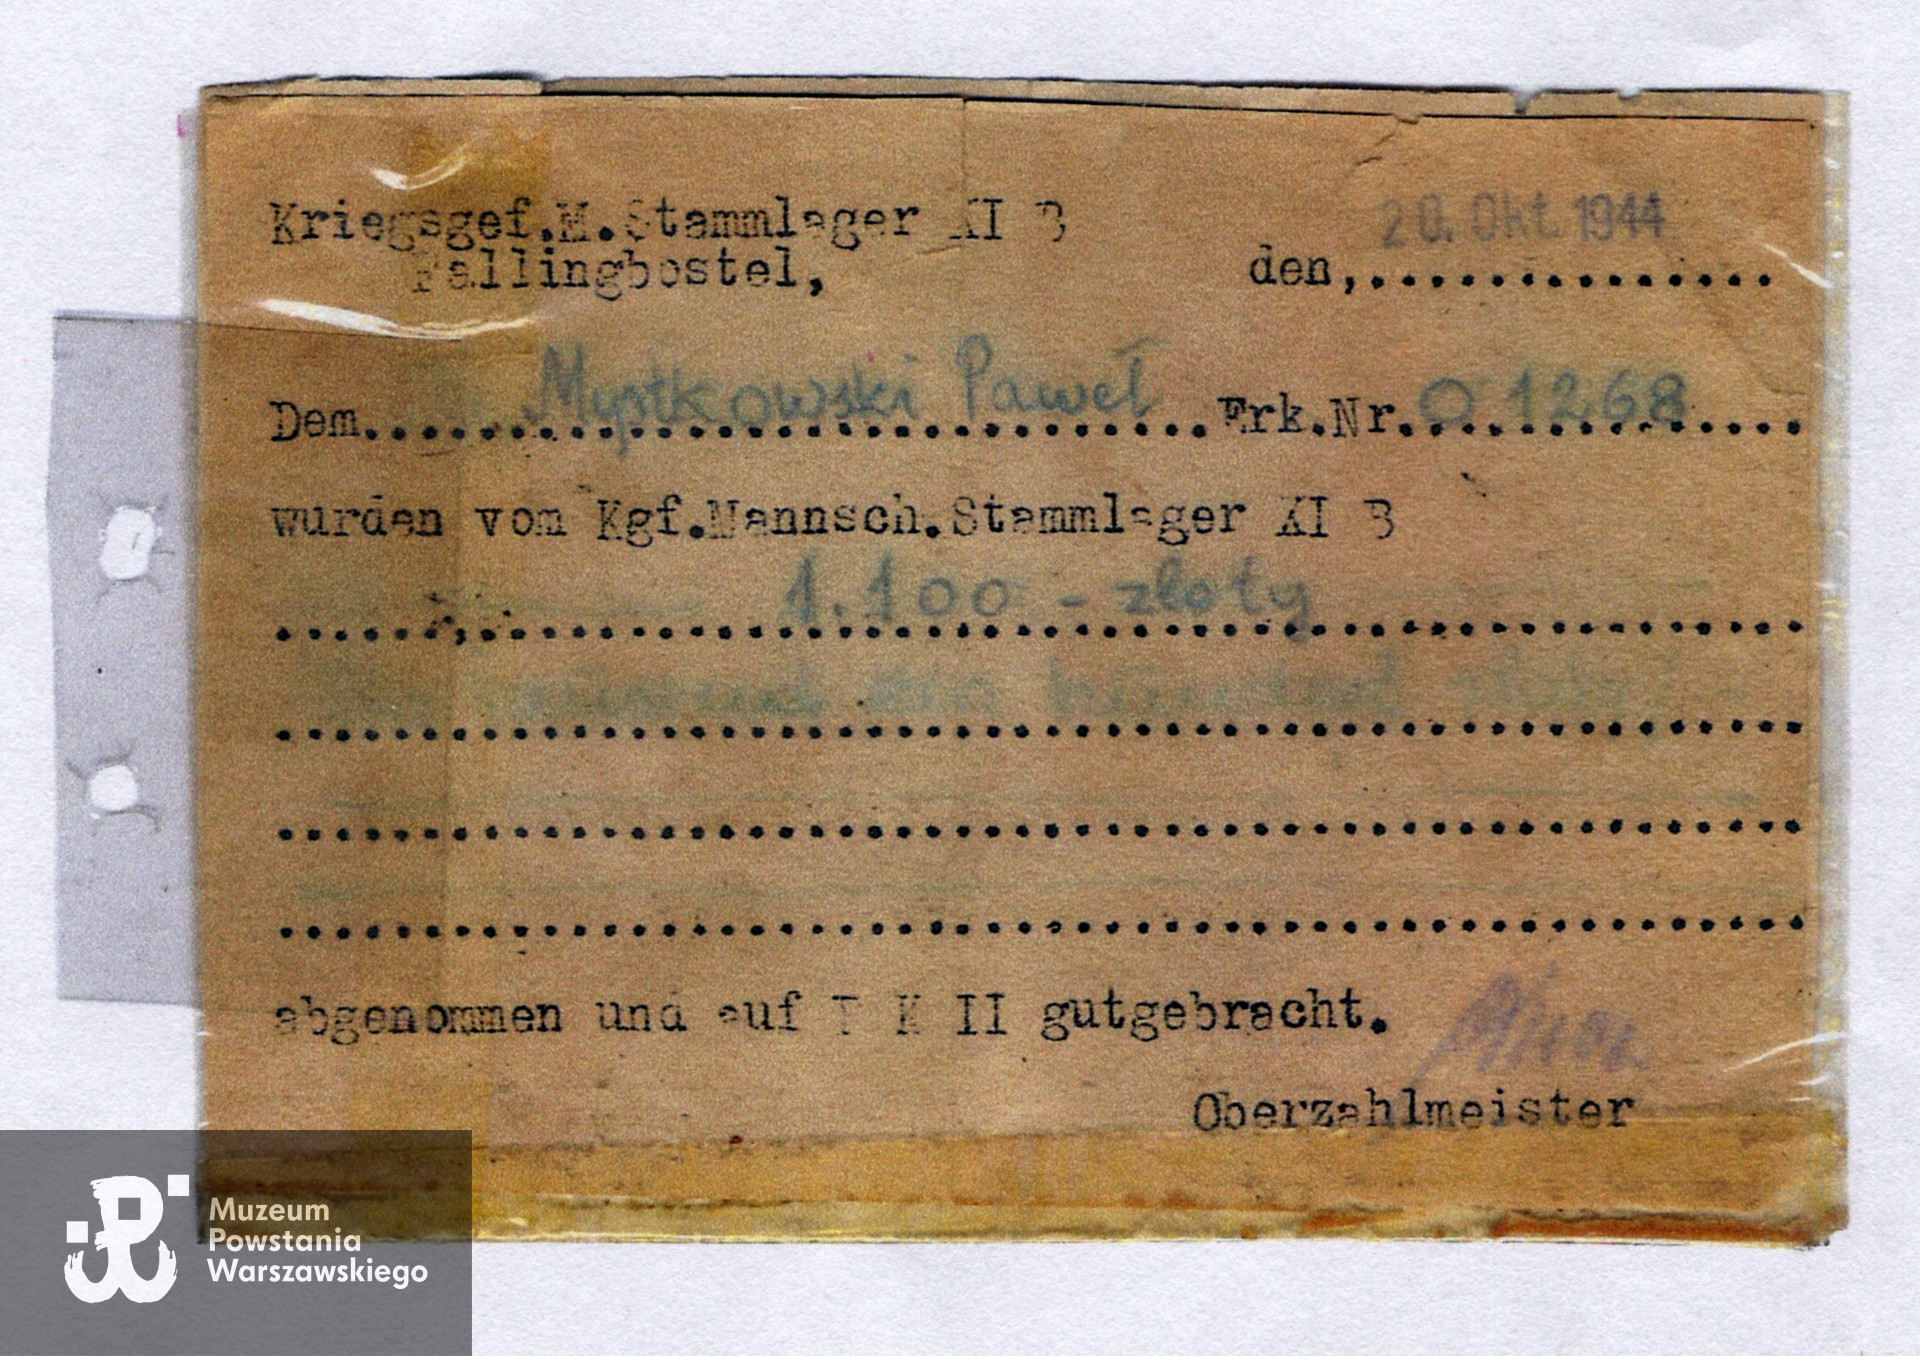 20. Okt. 1944
Kriegsgef.M.Stammlager XI B
Fallingbostel, den,...............
Dem. Mystkowski Paweł Erk.Nr. 01268
wurden vom Kgf.Mannsch.Stammlager XI B
1.100 - złoty
abgenommen und auf P K II gutgebracht.
Oberzahlmeister
Muzeum
Powstania
Warszawskiego